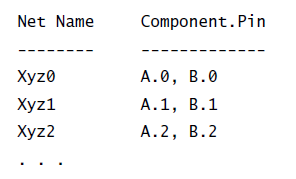 Net Name     Component.Pin
--------     -------------
Xyz0         A.0, B.0
Xyz1         A.1, B.1
Xyz2         A.2, B.2
. . .